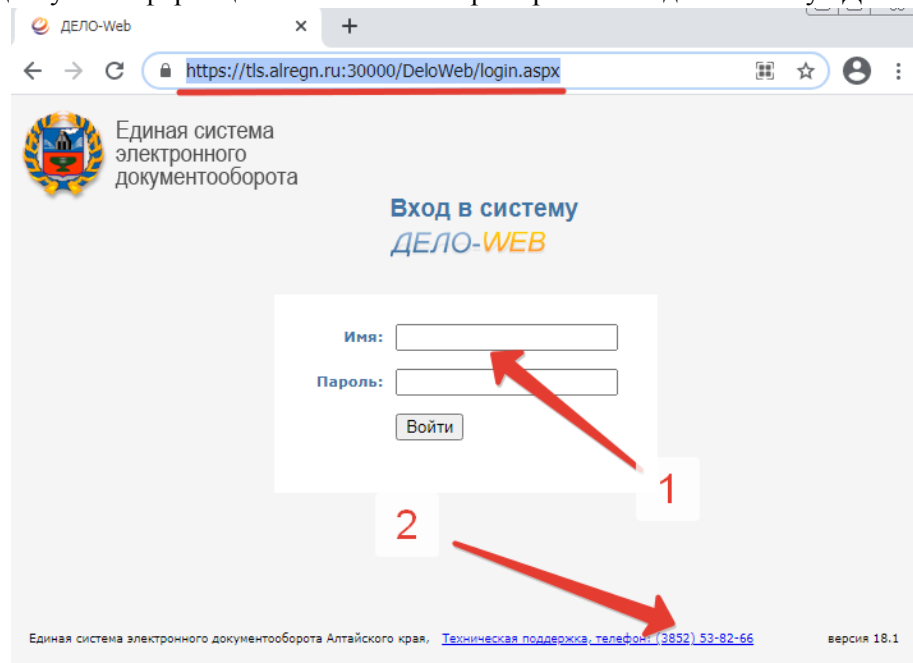 ДЕЛО-Web
https://tls.alregn.ru:30000/DeloWeb/login.aspx
Единая система
электронного
документооборота
Вход в систему
ДЕЛО-WEB
Имя:
Пароль:
Войти
1
2
Единая система электронного документооборота Алтайского края, Техническая поддержка, телефон: (3852) 53-82-66 версия 18.1